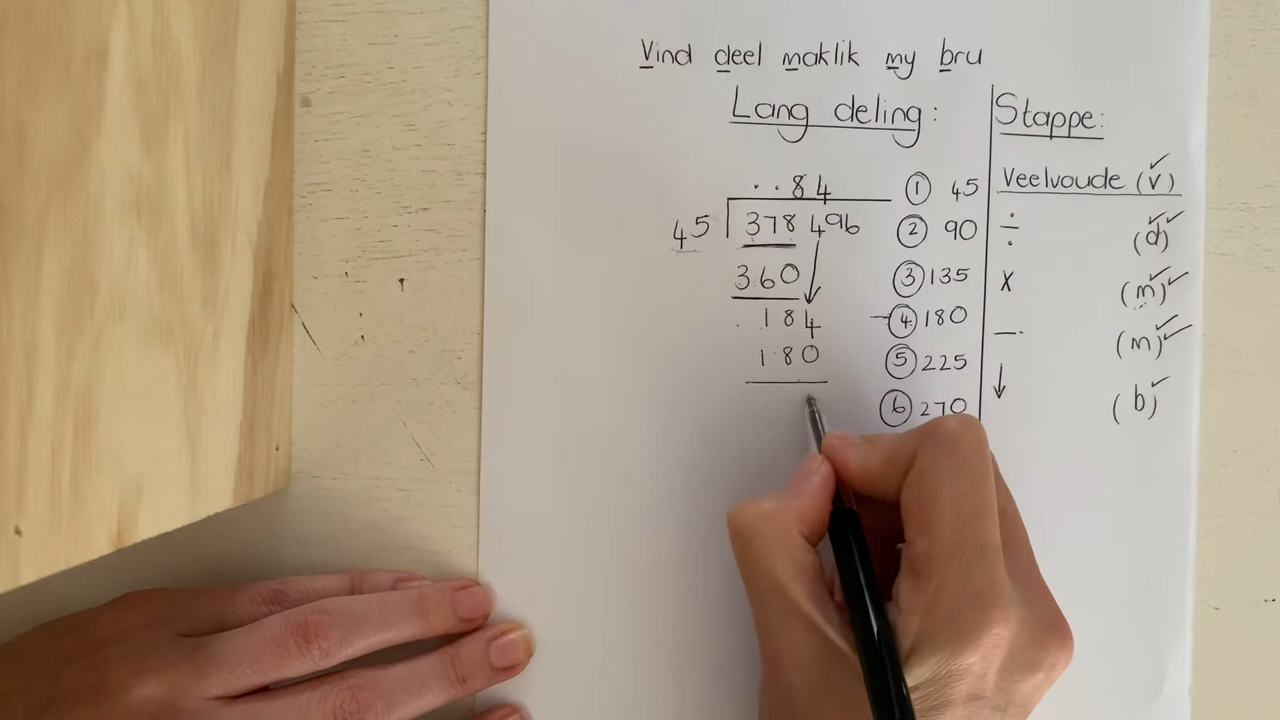 Vind deel maklik my bru
Lang deling:
..84
45 378496
360
.184
180
① 45
② 90
③ 135
-④ 180
⑤ 225
⑥ 270
Stappe:
Veelvoude (v) ✓
÷ (d) ✓✓
x (m) ✓✓
— (m) ✓✓
↓ (b) ✓